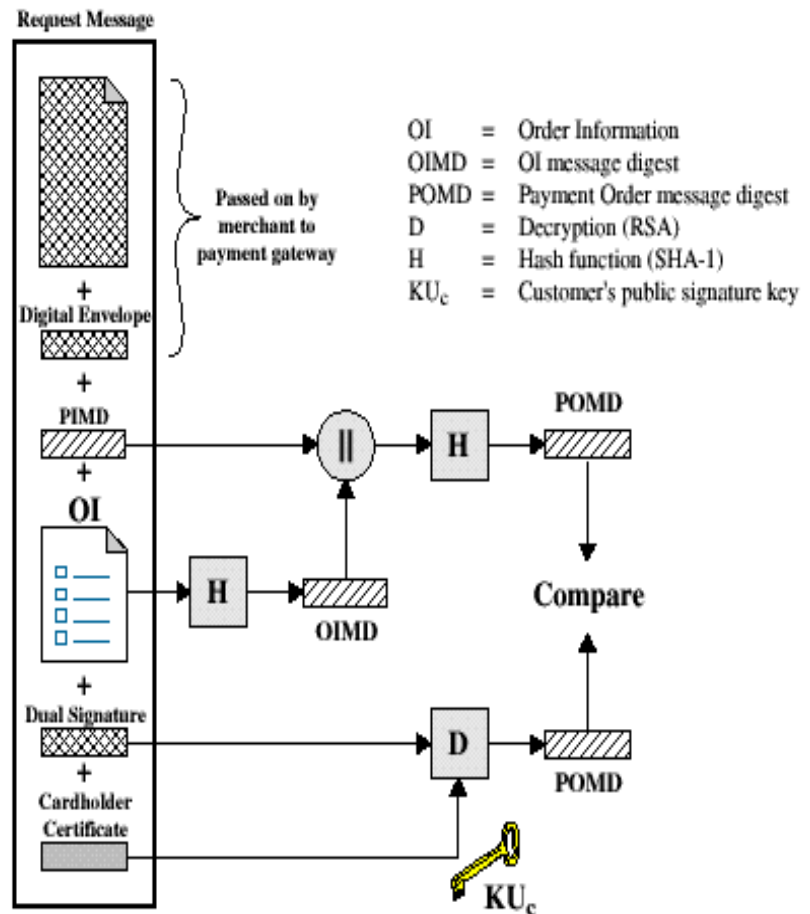 Request Message
OI = Order Information
OIMD = OI message digest
POMD = Payment Order message digest
D = Decryption (RSA)
H = Hash function (SHA-1)
KUc = Customer's public signature key
Passed on by
merchant to
payment gateway
+
Digital Envelope
+
PIMD
||
H
POMD
+
OI
H
OIMD
Compare
+
Dual Signature
D
POMD
+
Cardholder
Certificate
KUc